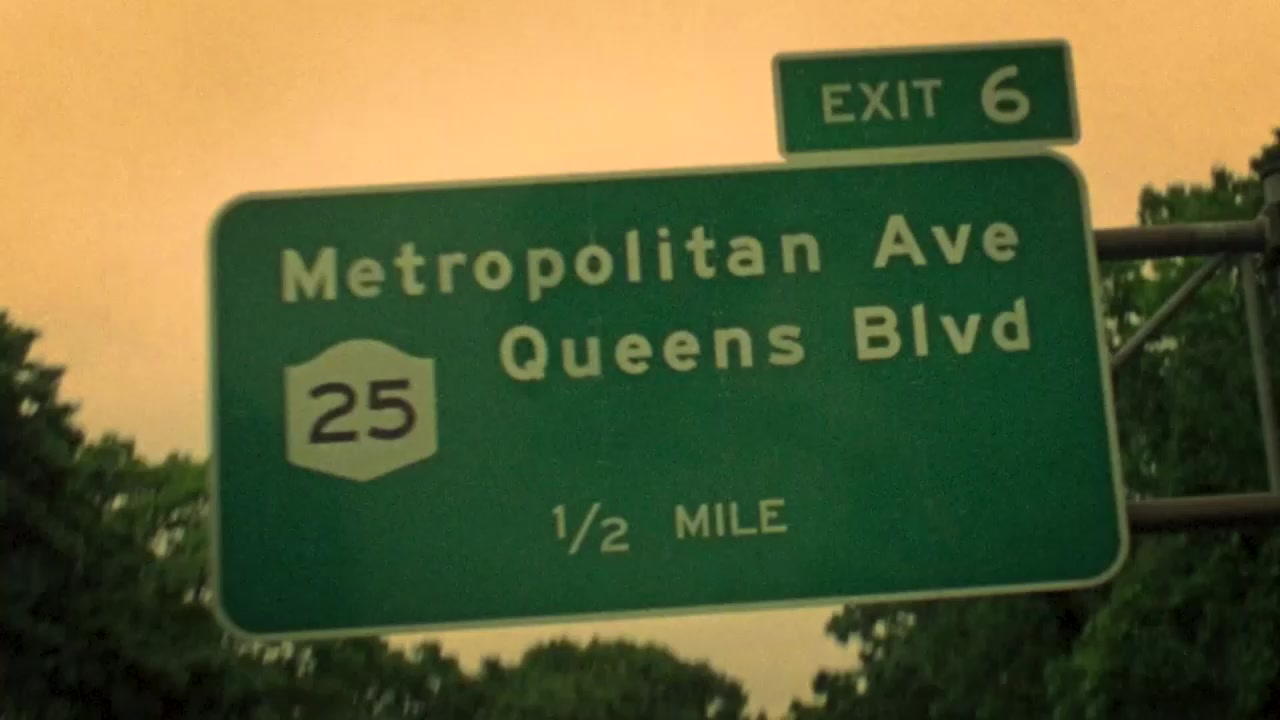 EXIT 6
Metropolitan Ave
Queens Blvd
25
1/2 MILE